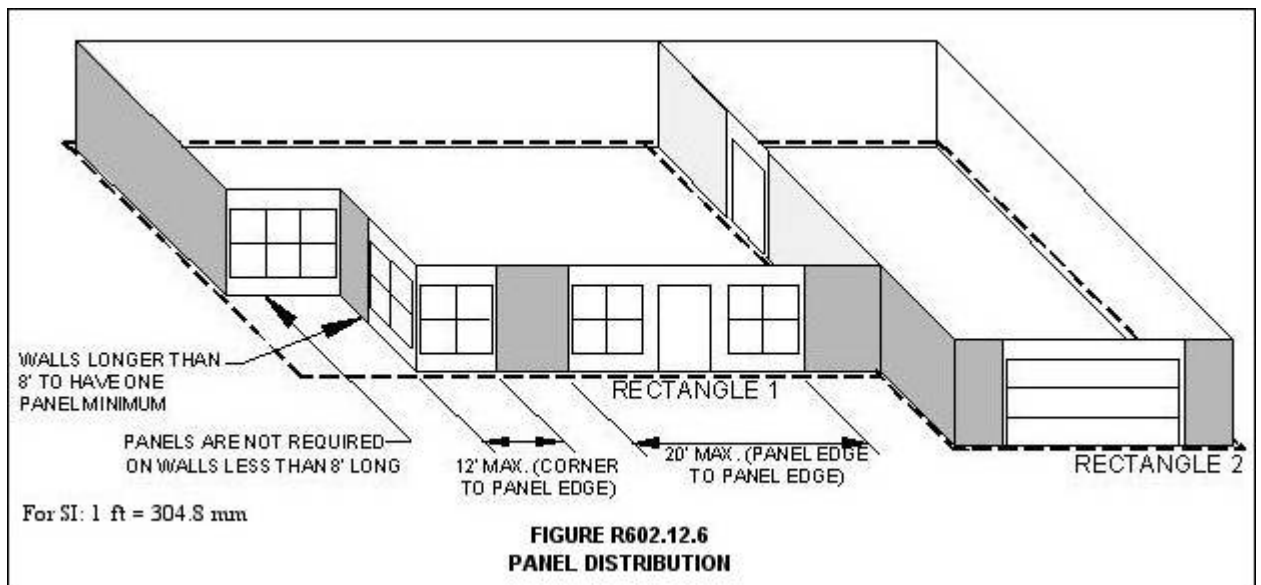 RECTANGLE 1
WALLS LONGER THAN
8' TO HAVE ONE
PANEL MINIMUM
PANELS ARE NOT REQUIRED
ON WALLS LESS THAN 8' LONG
12' MAX. (CORNER
TO PANEL EDGE)
20' MAX. (PANEL EDGE
TO PANEL EDGE)
RECTANGLE 2
For SI: 1 ft = 304.8 mm
FIGURE R602.12.6
PANEL DISTRIBUTION